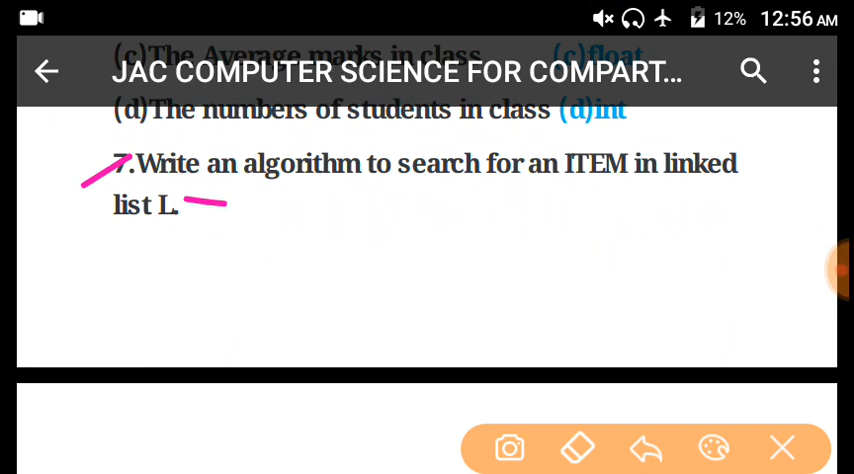 12% 12:56 AM
(c)The Average marks in class (c)float
JAC COMPUTER SCIENCE FOR COMPART...
(d)The numbers of students in class (d)int
7.Write an algorithm to search for an ITEM in linked
list L.